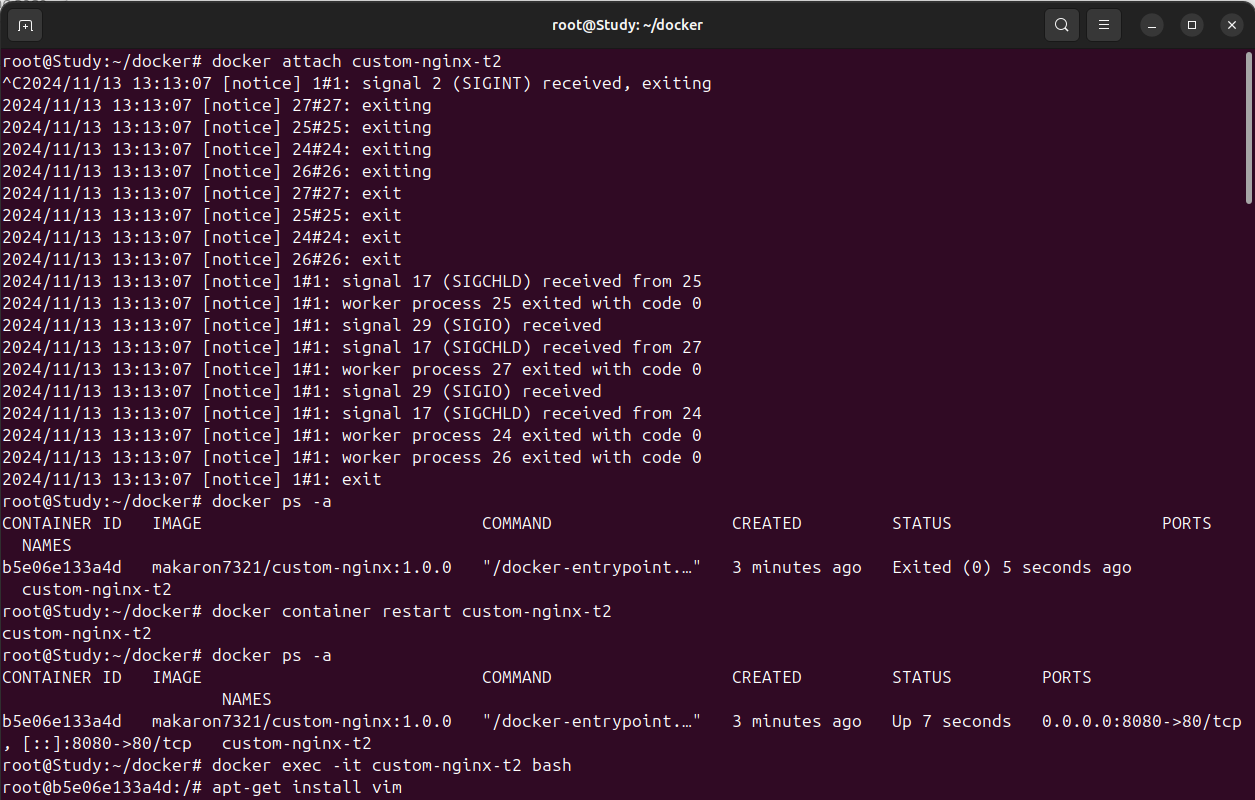 root@Study: ~/docker
root@Study:~/docker# docker attach custom-nginx-t2
^C2024/11/13 13:13:07 [notice] 1#1: signal 2 (SIGINT) received, exiting
2024/11/13 13:13:07 [notice] 27#27: exiting
2024/11/13 13:13:07 [notice] 25#25: exiting
2024/11/13 13:13:07 [notice] 24#24: exiting
2024/11/13 13:13:07 [notice] 26#26: exiting
2024/11/13 13:13:07 [notice] 27#27: exit
2024/11/13 13:13:07 [notice] 25#25: exit
2024/11/13 13:13:07 [notice] 24#24: exit
2024/11/13 13:13:07 [notice] 26#26: exit
2024/11/13 13:13:07 [notice] 1#1: signal 17 (SIGCHLD) received from 25
2024/11/13 13:13:07 [notice] 1#1: worker process 25 exited with code 0
2024/11/13 13:13:07 [notice] 1#1: signal 29 (SIGIO) received
2024/11/13 13:13:07 [notice] 1#1: signal 17 (SIGCHLD) received from 27
2024/11/13 13:13:07 [notice] 1#1: worker process 27 exited with code 0
2024/11/13 13:13:07 [notice] 1#1: signal 29 (SIGIO) received
2024/11/13 13:13:07 [notice] 1#1: signal 17 (SIGCHLD) received from 24
2024/11/13 13:13:07 [notice] 1#1: worker process 24 exited with code 0
2024/11/13 13:13:07 [notice] 1#1: worker process 26 exited with code 0
2024/11/13 13:13:07 [notice] 1#1: exit
root@Study:~/docker# docker ps -a
CONTAINER ID   IMAGE                            COMMAND                  CREATED         STATUS                     PORTS
  NAMES
b5e06e133a4d   makaron7321/custom-nginx:1.0.0   "/docker-entrypoint.…"   3 minutes ago   Exited (0) 5 seconds ago
  custom-nginx-t2
root@Study:~/docker# docker container restart custom-nginx-t2
custom-nginx-t2
root@Study:~/docker# docker ps -a
CONTAINER ID   IMAGE                            COMMAND                  CREATED         STATUS         PORTS
                      NAMES
b5e06e133a4d   makaron7321/custom-nginx:1.0.0   "/docker-entrypoint.…"   3 minutes ago   Up 7 seconds   0.0.0.0:8080->80/tcp
, [::]:8080->80/tcp   custom-nginx-t2
root@Study:~/docker# docker exec -it custom-nginx-t2 bash
root@b5e06e133a4d:/# apt-get install vim